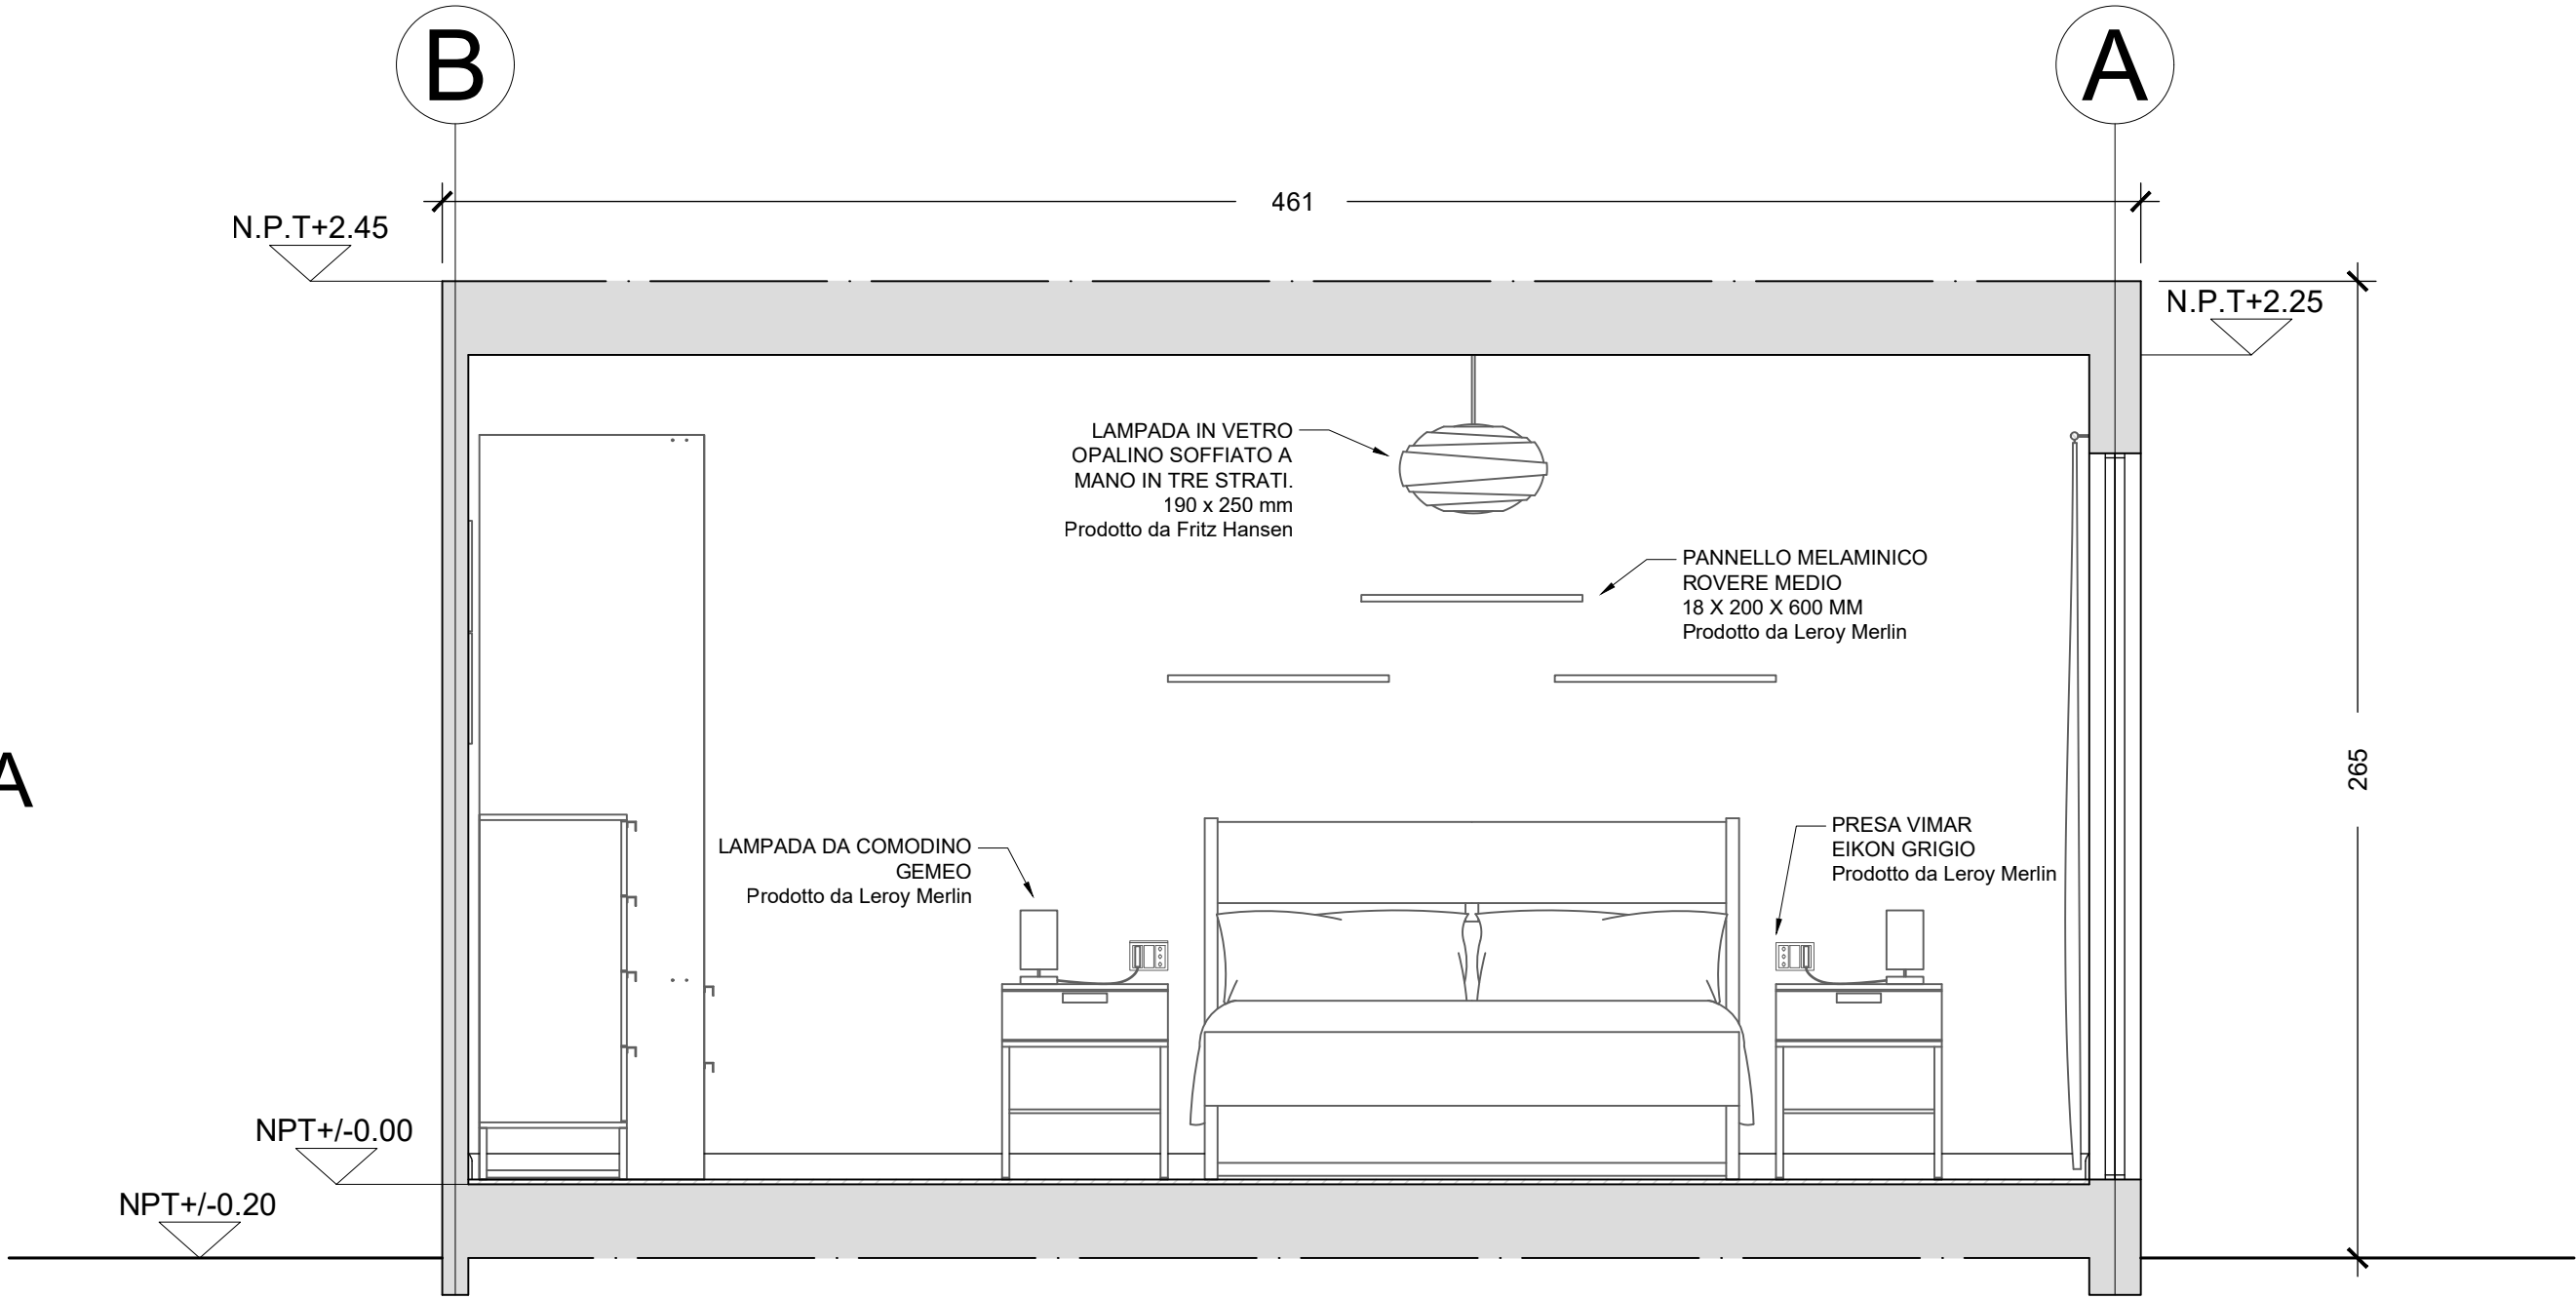 B
A
461
N.P.T+2.45
N.P.T+2.25
LAMPADA IN VETRO
OPALINO SOFFIATO A
MANO IN TRE STRATI.
190 x 250 mm
Prodotto da Fritz Hansen
PANNELLO MELAMINICO
ROVERE MEDIO
18 X 200 X 600 MM
Prodotto da Leroy Merlin
265
A
LAMPADA DA COMODINO
GEMEO
Prodotto da Leroy Merlin
PRESA VIMAR
EIKON GRIGIO
Prodotto da Leroy Merlin
NPT+/-0.00
NPT+/-0.20